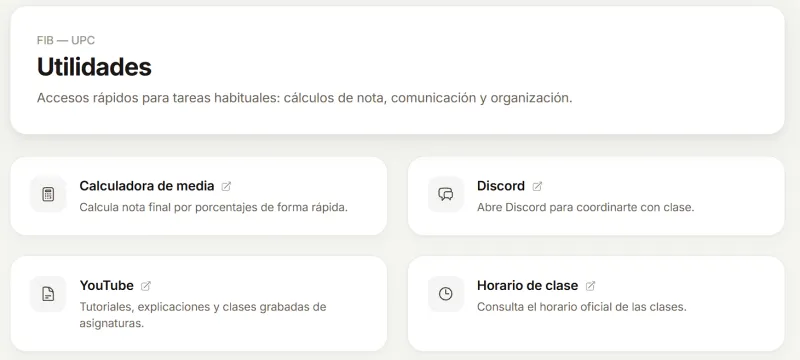 FIB — UPC
Utilidades
Accesos rápidos para tareas habituales: cálculos de nota, comunicación y organización.
Calculadora de media
Calcula nota final por porcentajes de forma rápida.
Discord
Abre Discord para coordinarte con clase.
YouTube
Tutoriales, explicaciones y clases grabadas de
asignaturas.
Horario de clase
Consulta el horario oficial de las clases.